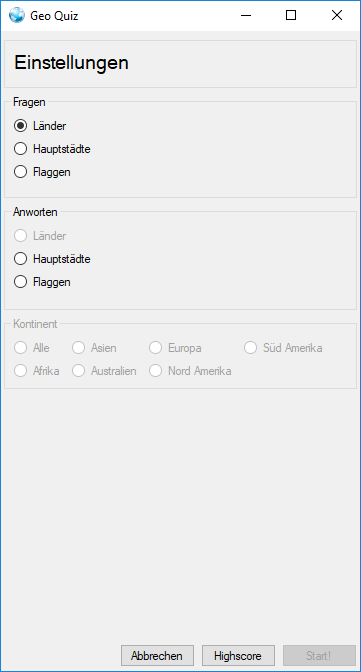 Geo Quiz
Einstellungen
Fragen
Länder
Hauptstädte
Flaggen
Anworten
Länder
Hauptstädte
Flaggen
Kontinent
Alle Asien Europa Süd Amerika
Afrika Australien Nord Amerika
Abbrechen Highscore Start!